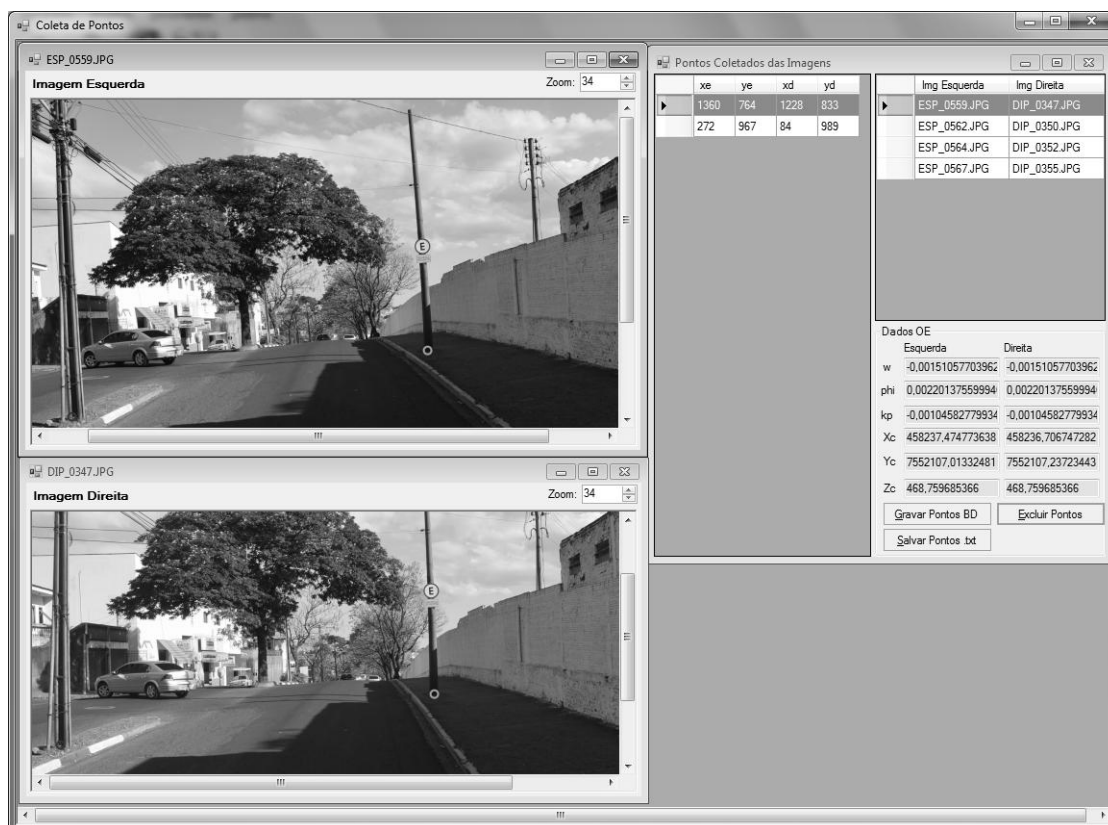 Coleta de Pontos
ESP_0559.JPG
Imagem Esquerda
Zoom: 34
E
DIP_0347.JPG
Imagem Direita
Zoom: 34
E
Pontos Coletados das Imagens
xe ye xd yd
1360 764 1228 833
272 967 84 989
Img Esquerda Img Direita
ESP_0559.JPG DIP_0347.JPG
ESP_0562.JPG DIP_0350.JPG
ESP_0564.JPG DIP_0352.JPG
ESP_0567.JPG DIP_0355.JPG
Dados OE
Esquerda Direita
w -0,00151057703962 -0,00151057703962
phi 0,00220137559994 0,00220137559994
kp -0,00104582779934 -0,00104582779934
Xc 458237,474773638 458236,706747282
Yc 7552107,01332481 7552107,23723443
Zc 468,759685366 468,759685366
Gravar Pontos BD Excluir Pontos
Salvar Pontos .txt